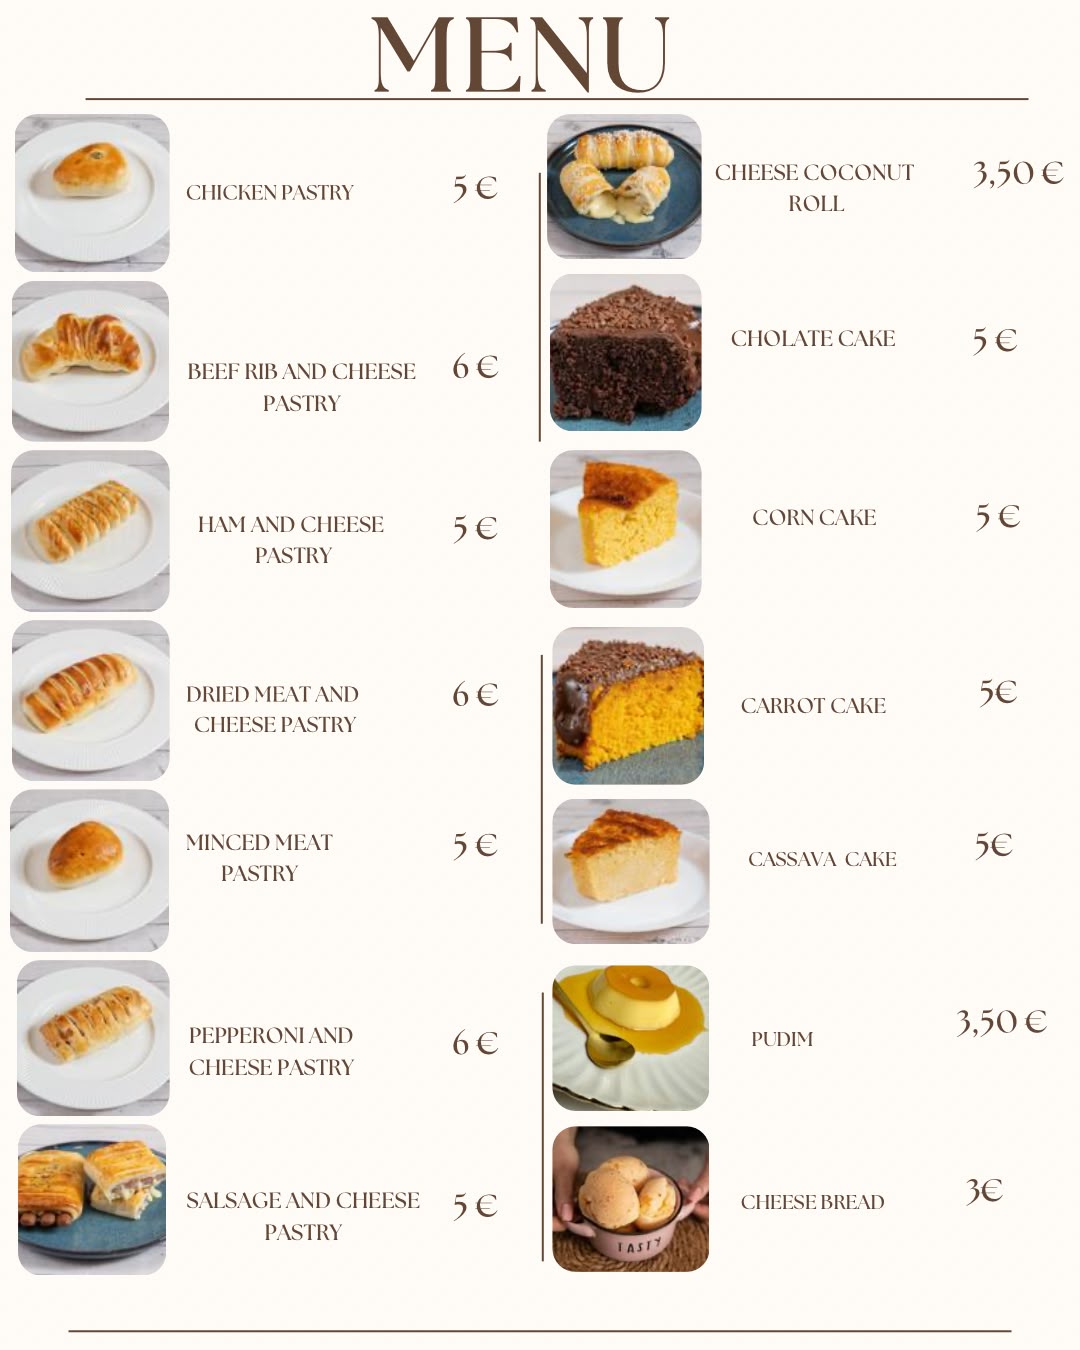 MENU
CHICKEN PASTRY 5 €
BEEF RIB AND CHEESE 6 €
PASTRY
HAM AND CHEESE 5 €
PASTRY
DRIED MEAT AND 6 €
CHEESE PASTRY
MINCED MEAT 5 €
PASTRY
PEPPERONI AND 6 €
CHEESE PASTRY
SALSAGE AND CHEESE 5 €
PASTRY
CHEESE COCONUT 3,50 €
ROLL
CHOLATE CAKE 5 €
CORN CAKE 5 €
CARROT CAKE 5€
CASSAVA CAKE 5€
PUDIM 3,50 €
CHEESE BREAD 3€
TASTY